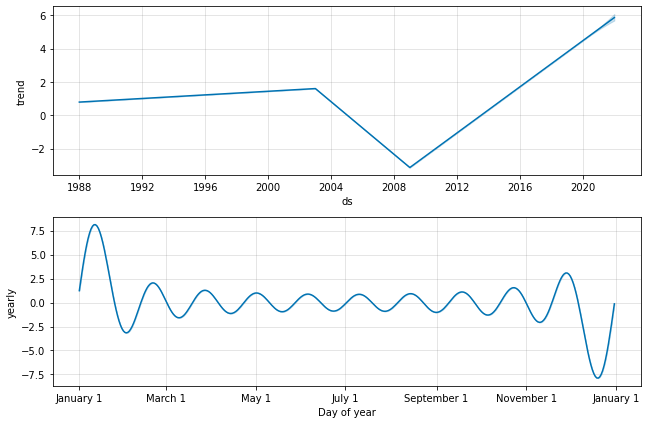 6
4
2
0
−2
trend
1988 1992 1996 2000 2004 2008 2012 2016 2020
ds
7.5
5.0
2.5
0.0
−2.5
−5.0
−7.5
yearly
January 1 March 1 May 1 July 1 September 1 November 1 January 1
Day of year